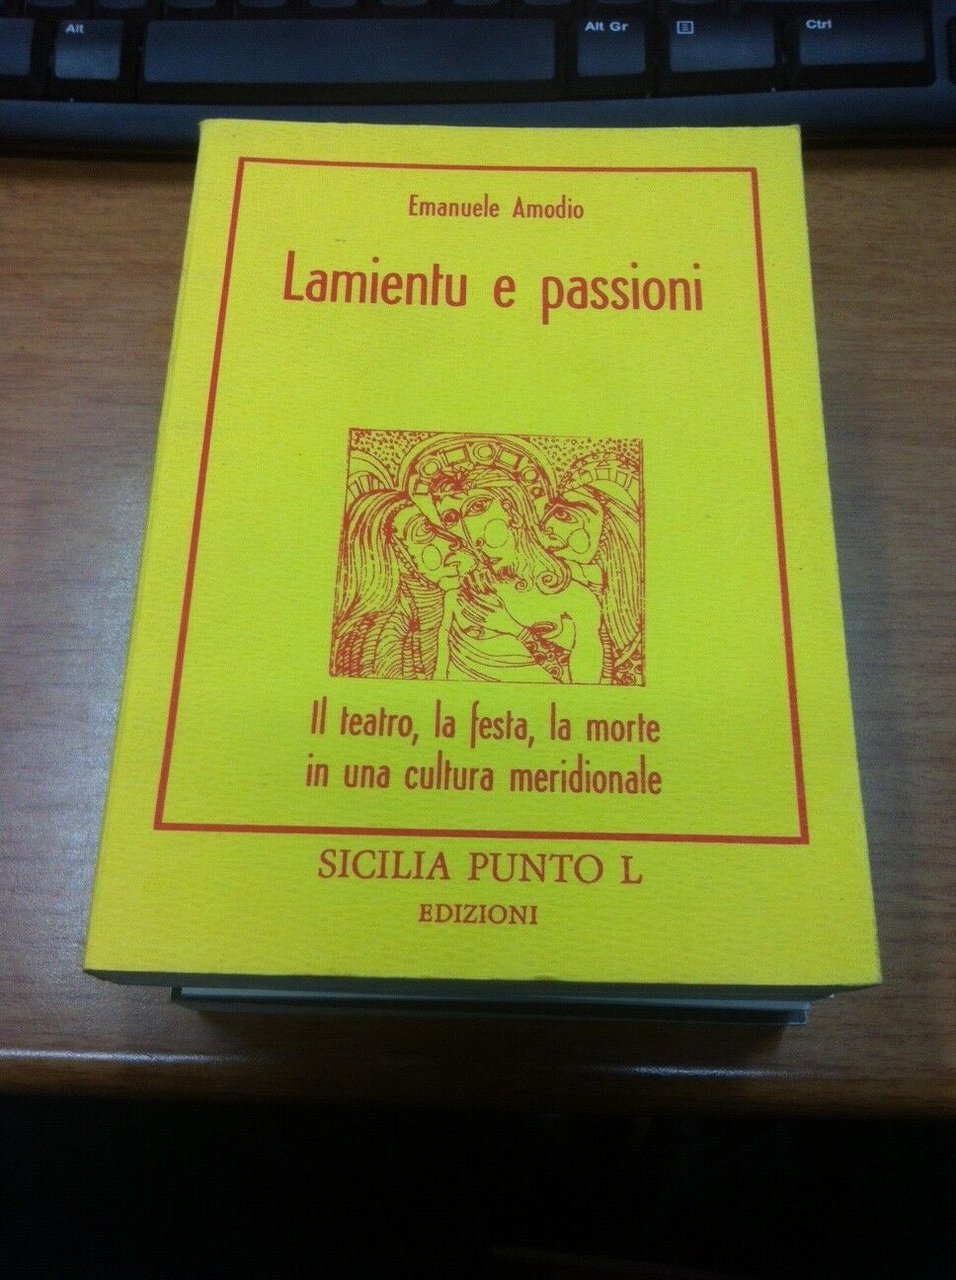 Alt
Alt Gr
Ctrl
Emanuele Amodio
Lamientu e passioni
Il teatro, la festa, la morte
in una cultura meridionale
SICILIA PUNTO L
EDIZIONI